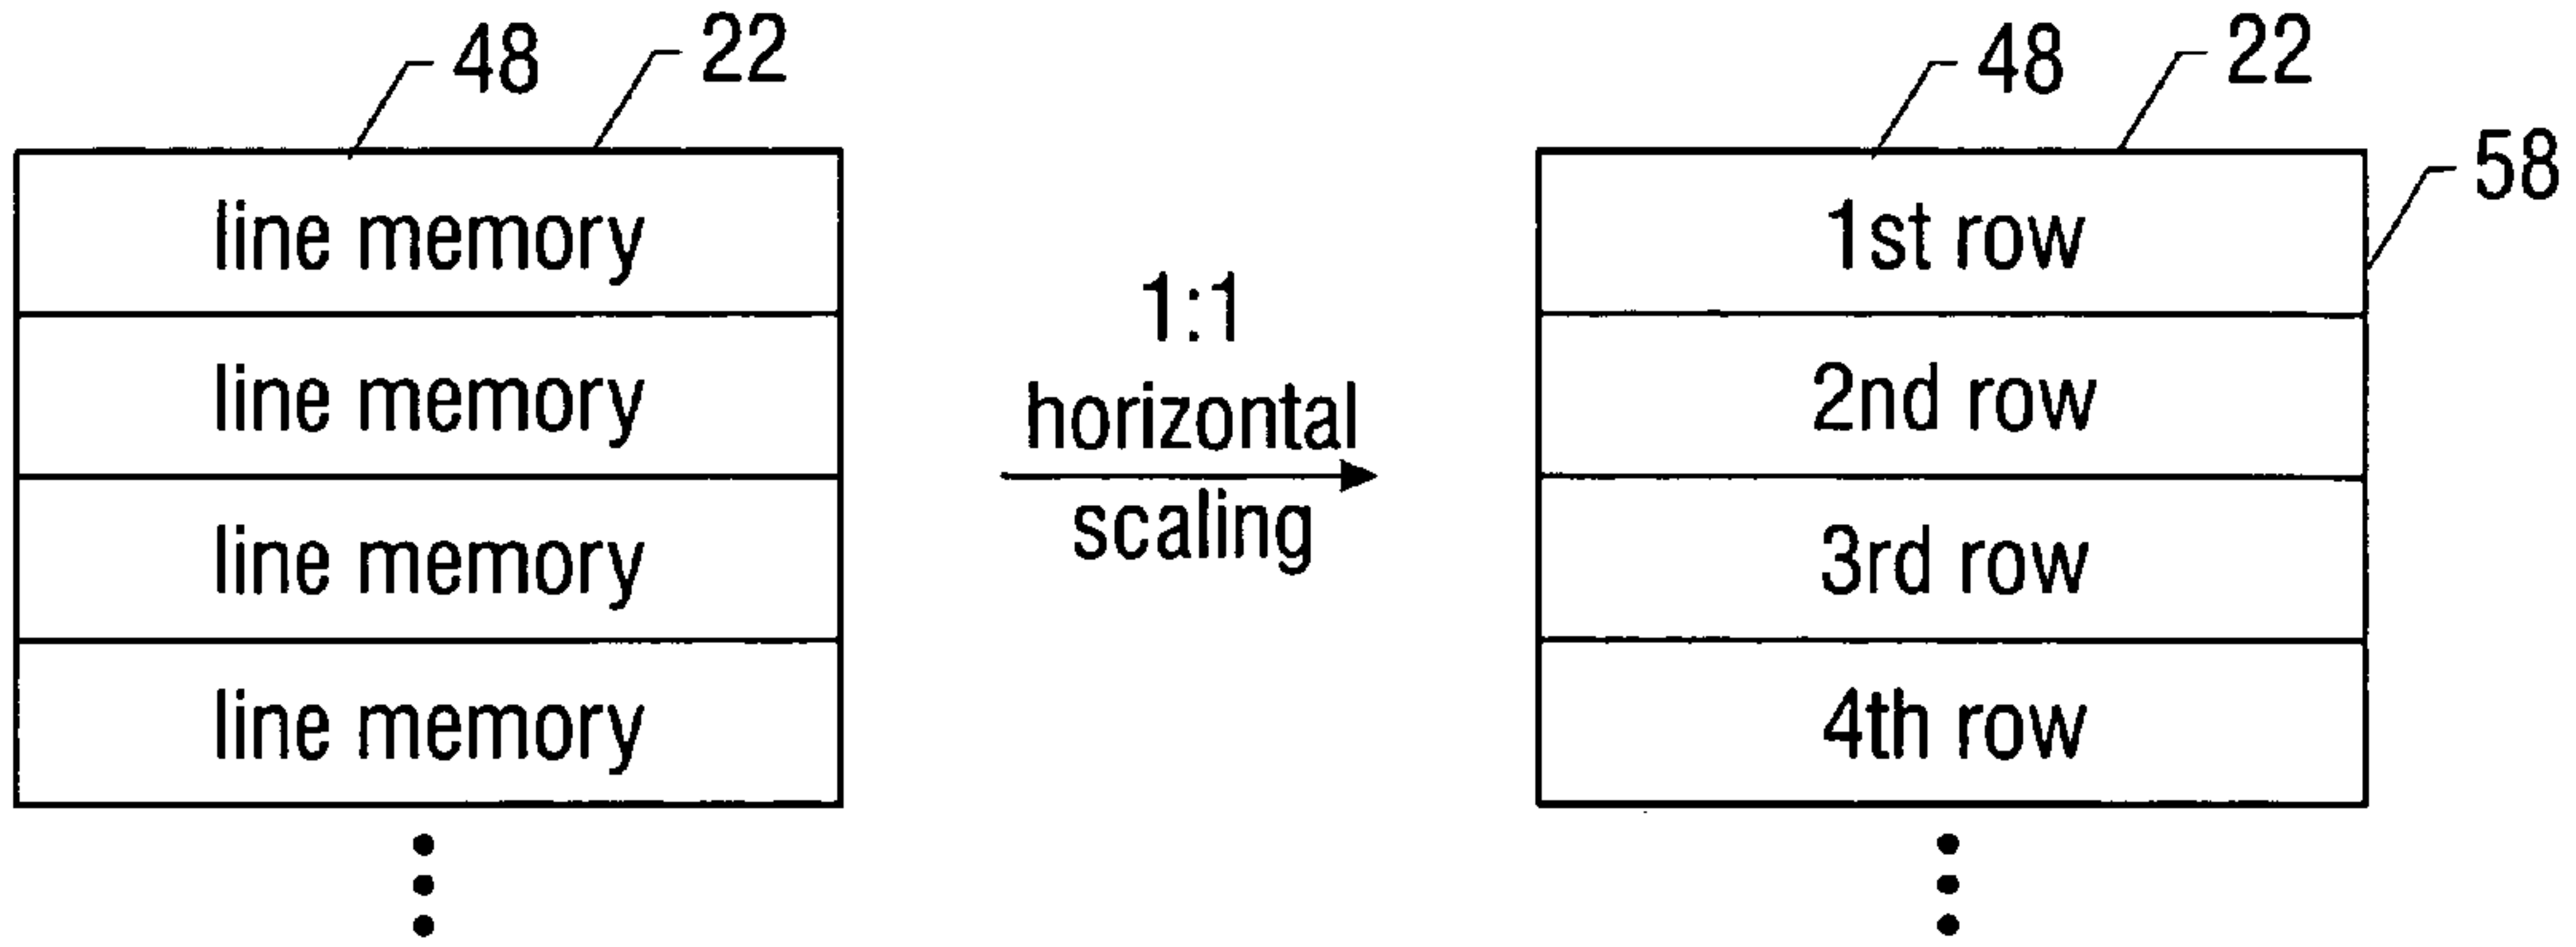 48
22
line memory
line memory
line memory
line memory
1:1
horizontal
scaling
48
22
58
1st row
2nd row
3rd row
4th row